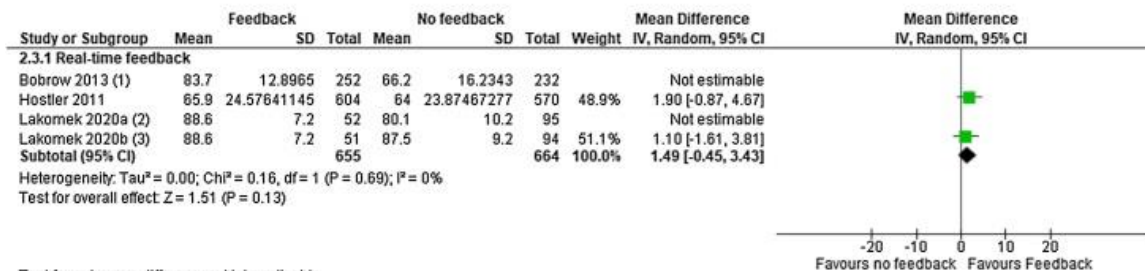 Feedback No feedback Mean Difference Mean Difference
Study or Subgroup Mean SD Total Mean SD Total Weight IV, Random, 95% CI IV, Random, 95% CI
2.3.1 Real-time feedback
Bobrow 2013 (1) 83.7 12.8965 252 66.2 16.2343 232 Not estimable
Hostler 2011 65.9 24.57641145 604 64 23.87467277 570 48.9% 1.90 [-0.87, 4.67]
Lakomek 2020a (2) 88.6 7.2 52 80.1 10.2 95 Not estimable
Lakomek 2020b (3) 88.6 7.2 51 87.5 9.2 94 51.1% 1.10 [-1.61, 3.81]
Subtotal (95% CI) 655 664 100.0% 1.49 [-0.45, 3.43]
Heterogeneity: Tau² = 0.00; Chi² = 0.16, df = 1 (P = 0.69); I² = 0%
Test for overall effect: Z = 1.51 (P = 0.13)
-20 -10 0 10 20
Favours no feedback Favours Feedback